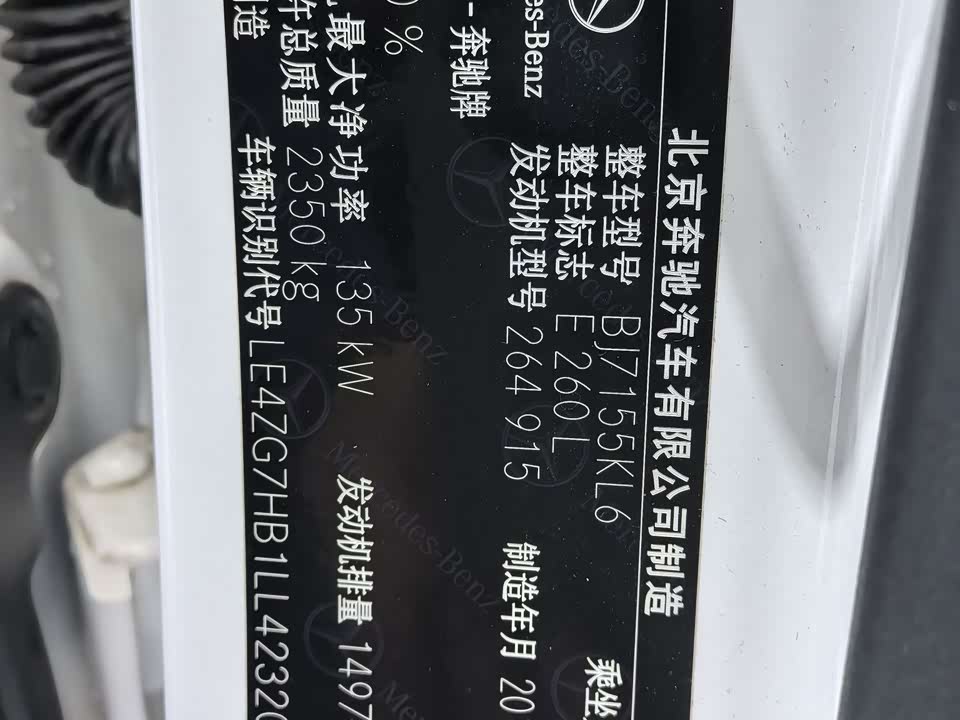 北京奔驰汽车有限公司制造
整车型号 BJ7155KL6 乘坐
整车标志 E 260 L
Mercedes-Benz
发动机型号 264 915 制造年月 20
-奔驰牌
%
最大净功率 135 kW 发动机排量 1497
总质量 2350 kg
造 车辆识别代号 LE4ZG7HB1LL4232